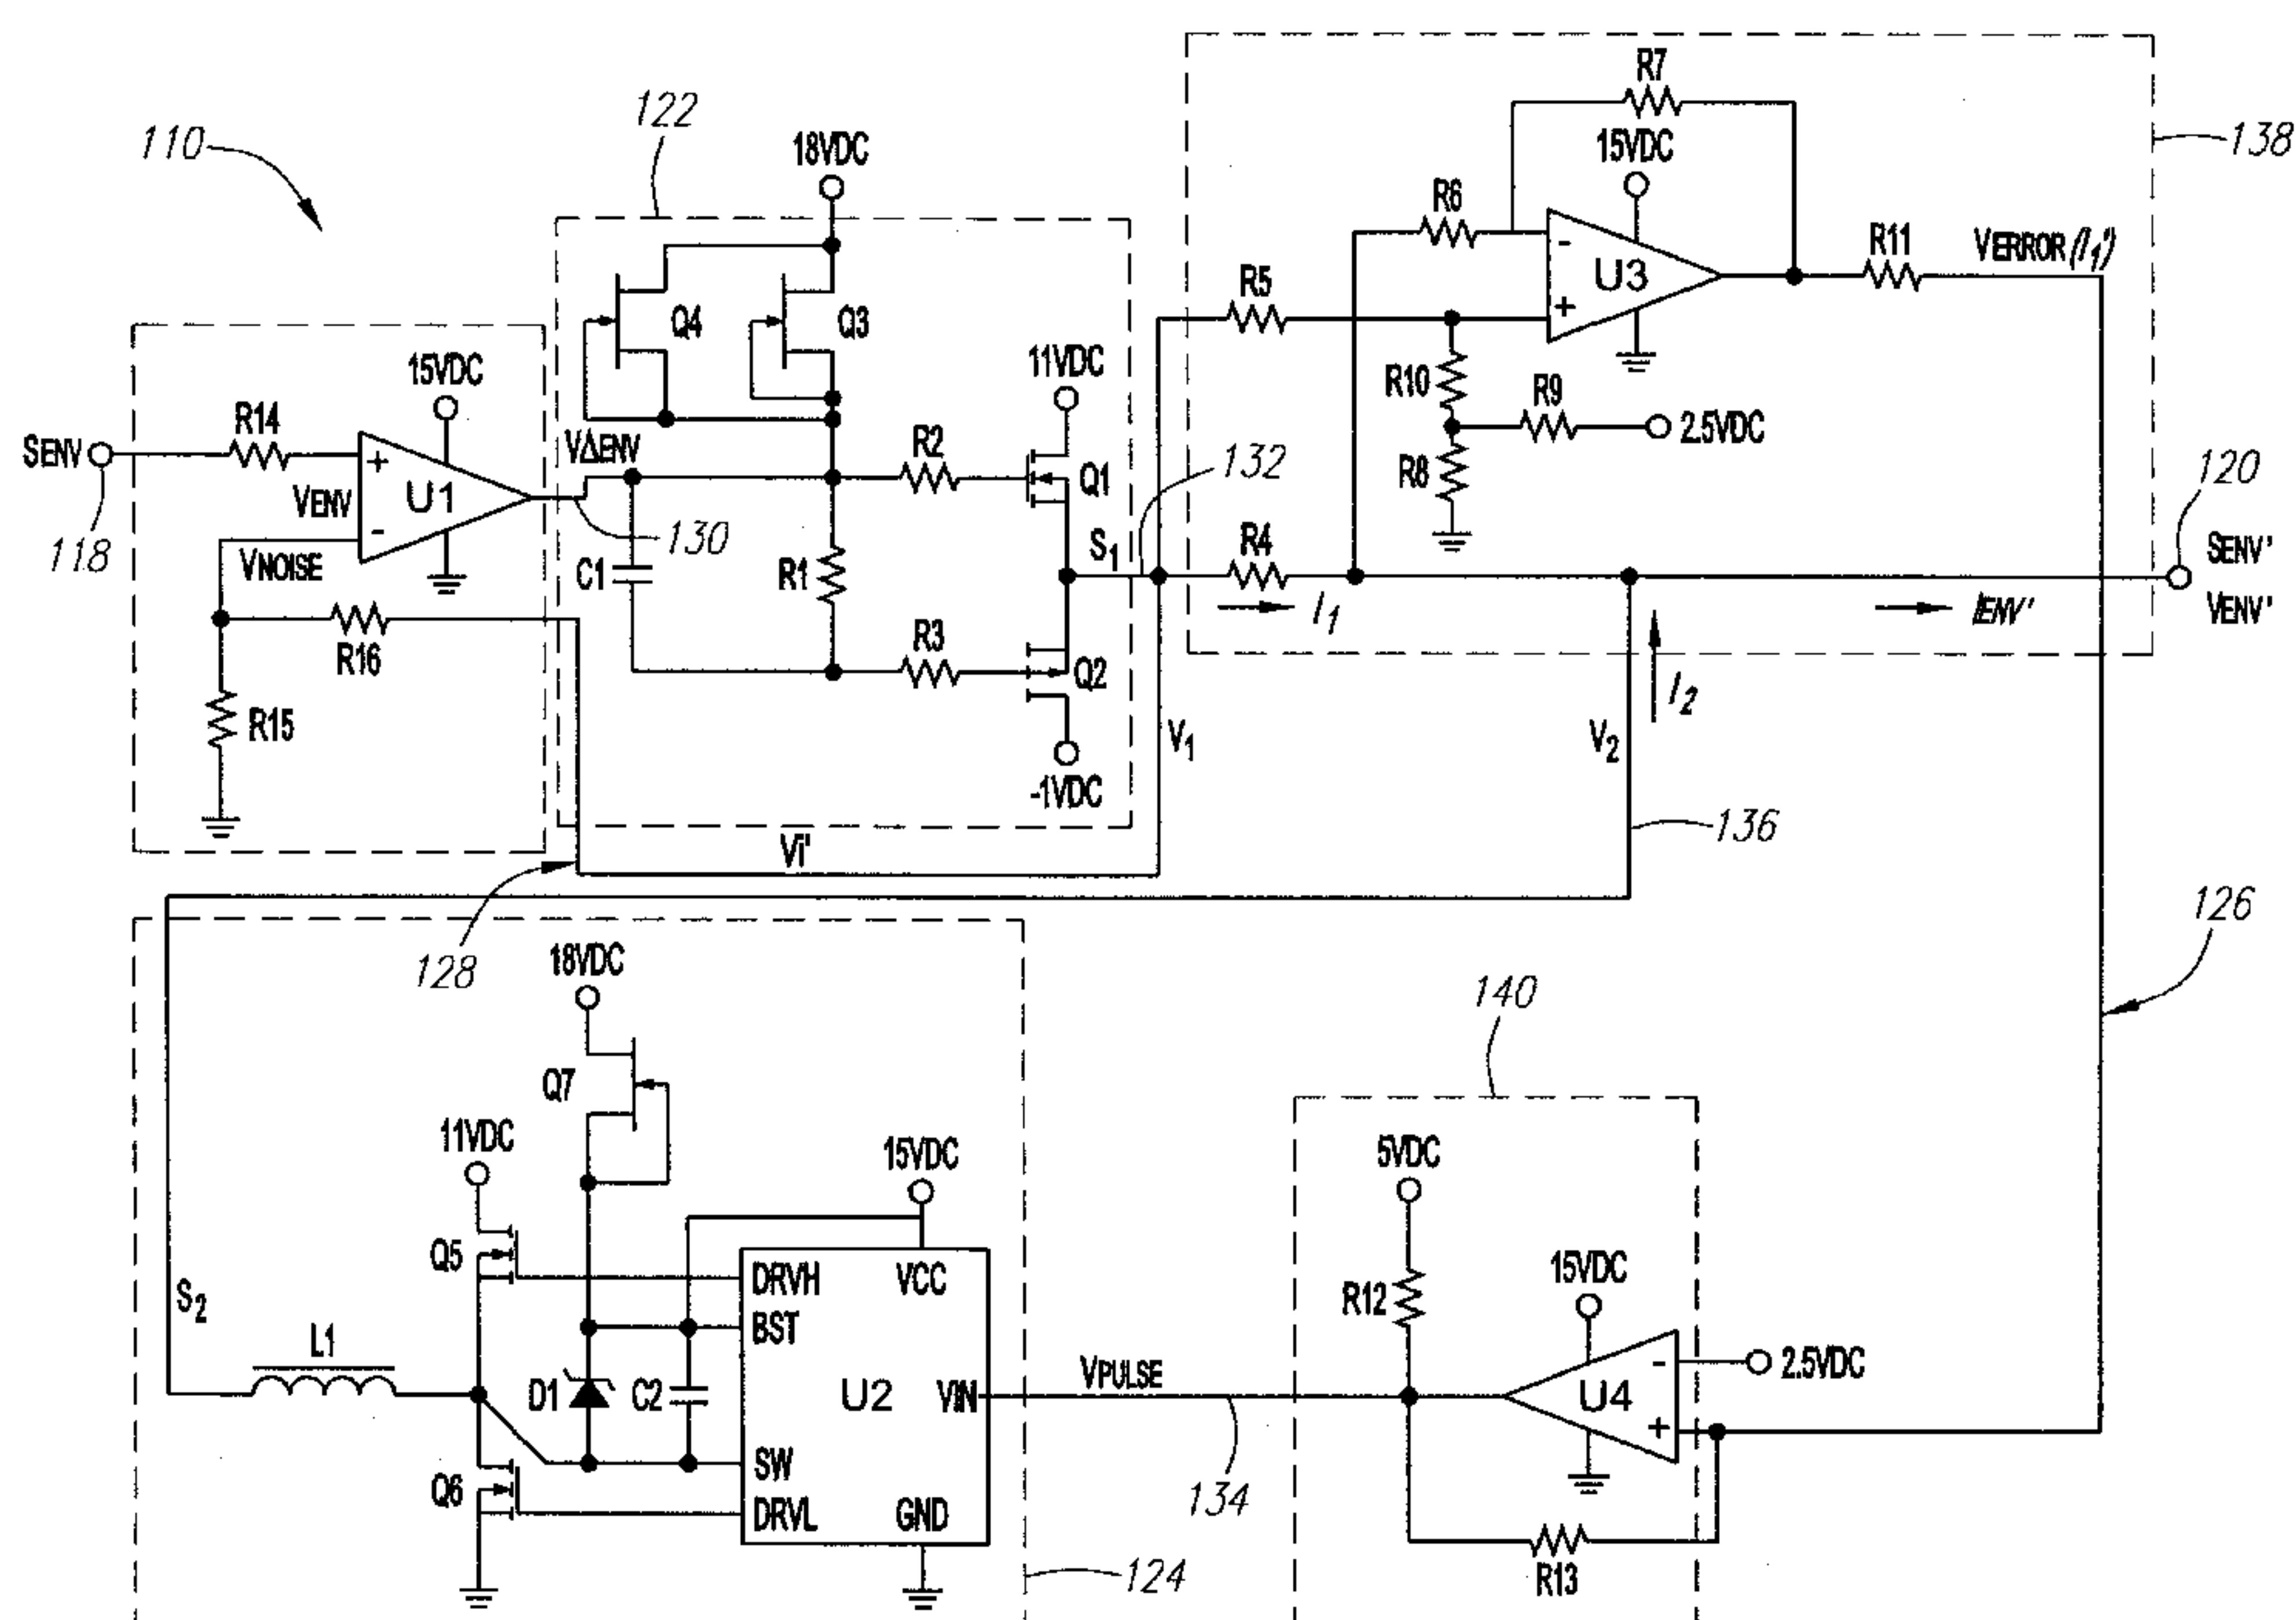 110
122
18VDC
Q4
Q3
15VDC
R14
SENV
118
VENV
+
-
U1
VNOISE
R16
R15
VΔENV
130
C1
R1
R2
R3
11VDC
Q1
Q2
-1VDC
S1
132
V1
Vi'
128
R7
15VDC
138
R6
-
+
U3
R5
R11
VERROR(I1')
R10
R9
2.5VDC
R8
R4
I1
120
SENV'
VENV'
IENV'
I2
V2
136
126
18VDC
Q7
11VDC
15VDC
Q5
DRVH
VCC
BST
S2
L1
D1
C2
U2
VIN
SW
Q6
DRVL
GND
124
VPULSE
134
140
5VDC
R12
15VDC
-
2.5VDC
U4
+
R13